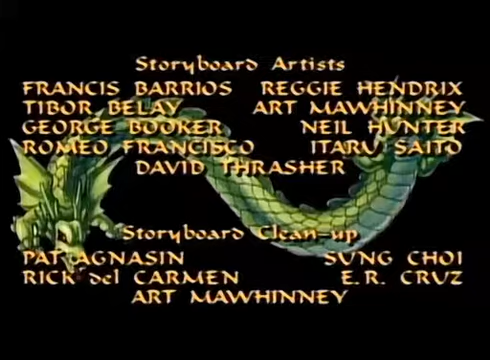 Storyboard Artists
FRANCIS BARRIOS REGGIE HENDRIX
TIBOR BELAY ART MAWHINNEY
GEORGE BOOKER NEIL HUNTER
ROMEO FRANCISCO ITARU SAITO
DAVID THRASHER
Storyboard Clean-up
PAT AGNASIN SUNG CHOI
RICK del CARMEN E.R. CRUZ
ART MAWHINNEY